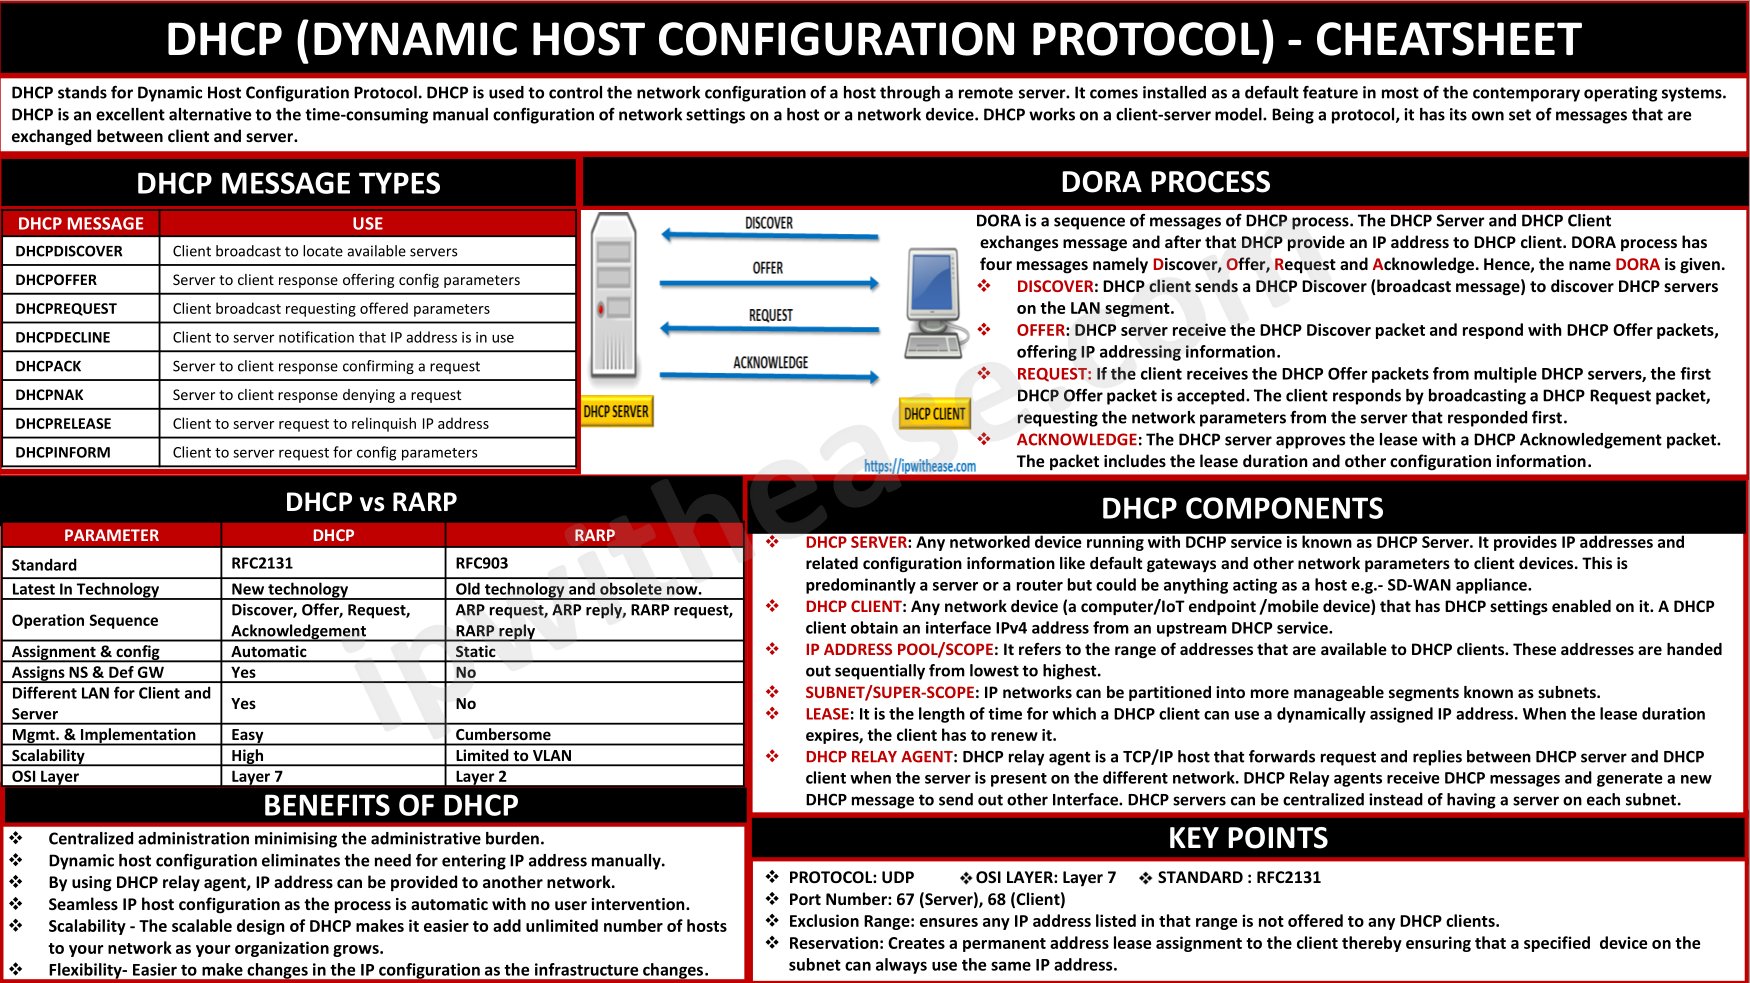 DHCP (DYNAMIC HOST CONFIGURATION PROTOCOL) - CHEATSHEET
DHCP stands for Dynamic Host Configuration Protocol. DHCP is used to control the network configuration of a host through a remote server. It comes installed as a default feature in most of the contemporary operating systems.
DHCP is an excellent alternative to the time-consuming manual configuration of network settings on a host or a network device. DHCP works on a client-server model. Being a protocol, it has its own set of messages that are
exchanged between client and server.
DHCP MESSAGE TYPES
DHCP MESSAGE USE
DHCPDISCOVER Client broadcast to locate available servers
DHCPOFFER Server to client response offering config parameters
DHCPREQUEST Client broadcast requesting offered parameters
DHCPDECLINE Client to server notification that IP address is in use
DHCPACK Server to client response confirming a request
DHCPNAK Server to client response denying a request
DHCPRELEASE Client to server request to relinquish IP address
DHCPINFORM Client to server request for config parameters
DORA PROCESS
DISCOVER
OFFER
REQUEST
ACKNOWLEDGE
DHCP SERVER
DHCP CLIENT
https://ipwithease.com
DORA is a sequence of messages of DHCP process. The DHCP Server and DHCP Client
exchanges message and after that DHCP provide an IP address to DHCP client. DORA process has
four messages namely Discover, Offer, Request and Acknowledge. Hence, the name DORA is given.
❖ DISCOVER: DHCP client sends a DHCP Discover (broadcast message) to discover DHCP servers
on the LAN segment.
❖ OFFER: DHCP server receive the DHCP Discover packet and respond with DHCP Offer packets,
offering IP addressing information.
❖ REQUEST: If the client receives the DHCP Offer packets from multiple DHCP servers, the first
DHCP Offer packet is accepted. The client responds by broadcasting a DHCP Request packet,
requesting the network parameters from the server that responded first.
❖ ACKNOWLEDGE: The DHCP server approves the lease with a DHCP Acknowledgement packet.
The packet includes the lease duration and other configuration information.
DHCP vs RARP
PARAMETER DHCP RARP
Standard RFC2131 RFC903
Latest In Technology New technology Old technology and obsolete now.
Operation Sequence Discover, Offer, Request, ARP request, ARP reply, RARP request,
Acknowledgement RARP reply
Assignment & config Automatic Static
Assigns NS & Def GW Yes No
Different LAN for Client and
Server Yes No
Mgmt. & Implementation Easy Cumbersome
Scalability High Limited to VLAN
OSI Layer Layer 7 Layer 2
BENEFITS OF DHCP
❖ Centralized administration minimising the administrative burden.
❖ Dynamic host configuration eliminates the need for entering IP address manually.
❖ By using DHCP relay agent, IP address can be provided to another network.
❖ Seamless IP host configuration as the process is automatic with no user intervention.
❖ Scalability - The scalable design of DHCP makes it easier to add unlimited number of hosts
to your network as your organization grows.
❖ Flexibility- Easier to make changes in the IP configuration as the infrastructure changes.
DHCP COMPONENTS
❖ DHCP SERVER: Any networked device running with DCHP service is known as DHCP Server. It provides IP addresses and
related configuration information like default gateways and other network parameters to client devices. This is
predominantly a server or a router but could be anything acting as a host e.g.- SD-WAN appliance.
❖ DHCP CLIENT: Any network device (a computer/IoT endpoint /mobile device) that has DHCP settings enabled on it. A DHCP
client obtain an interface IPv4 address from an upstream DHCP service.
❖ IP ADDRESS POOL/SCOPE: It refers to the range of addresses that are available to DHCP clients. These addresses are handed
out sequentially from lowest to highest.
❖ SUBNET/SUPER-SCOPE: IP networks can be partitioned into more manageable segments known as subnets.
❖ LEASE: It is the length of time for which a DHCP client can use a dynamically assigned IP address. When the lease duration
expires, the client has to renew it.
❖ DHCP RELAY AGENT: DHCP relay agent is a TCP/IP host that forwards request and replies between DHCP server and DHCP
client when the server is present on the different network. DHCP Relay agents receive DHCP messages and generate a new
DHCP message to send out other Interface. DHCP servers can be centralized instead of having a server on each subnet.
KEY POINTS
❖ PROTOCOL: UDP ❖ OSI LAYER: Layer 7 ❖ STANDARD : RFC2131
❖ Port Number: 67 (Server), 68 (Client)
❖ Exclusion Range: ensures any IP address listed in that range is not offered to any DHCP clients.
❖ Reservation: Creates a permanent address lease assignment to the client thereby ensuring that a specified device on the
subnet can always use the same IP address.
ipwithease.com